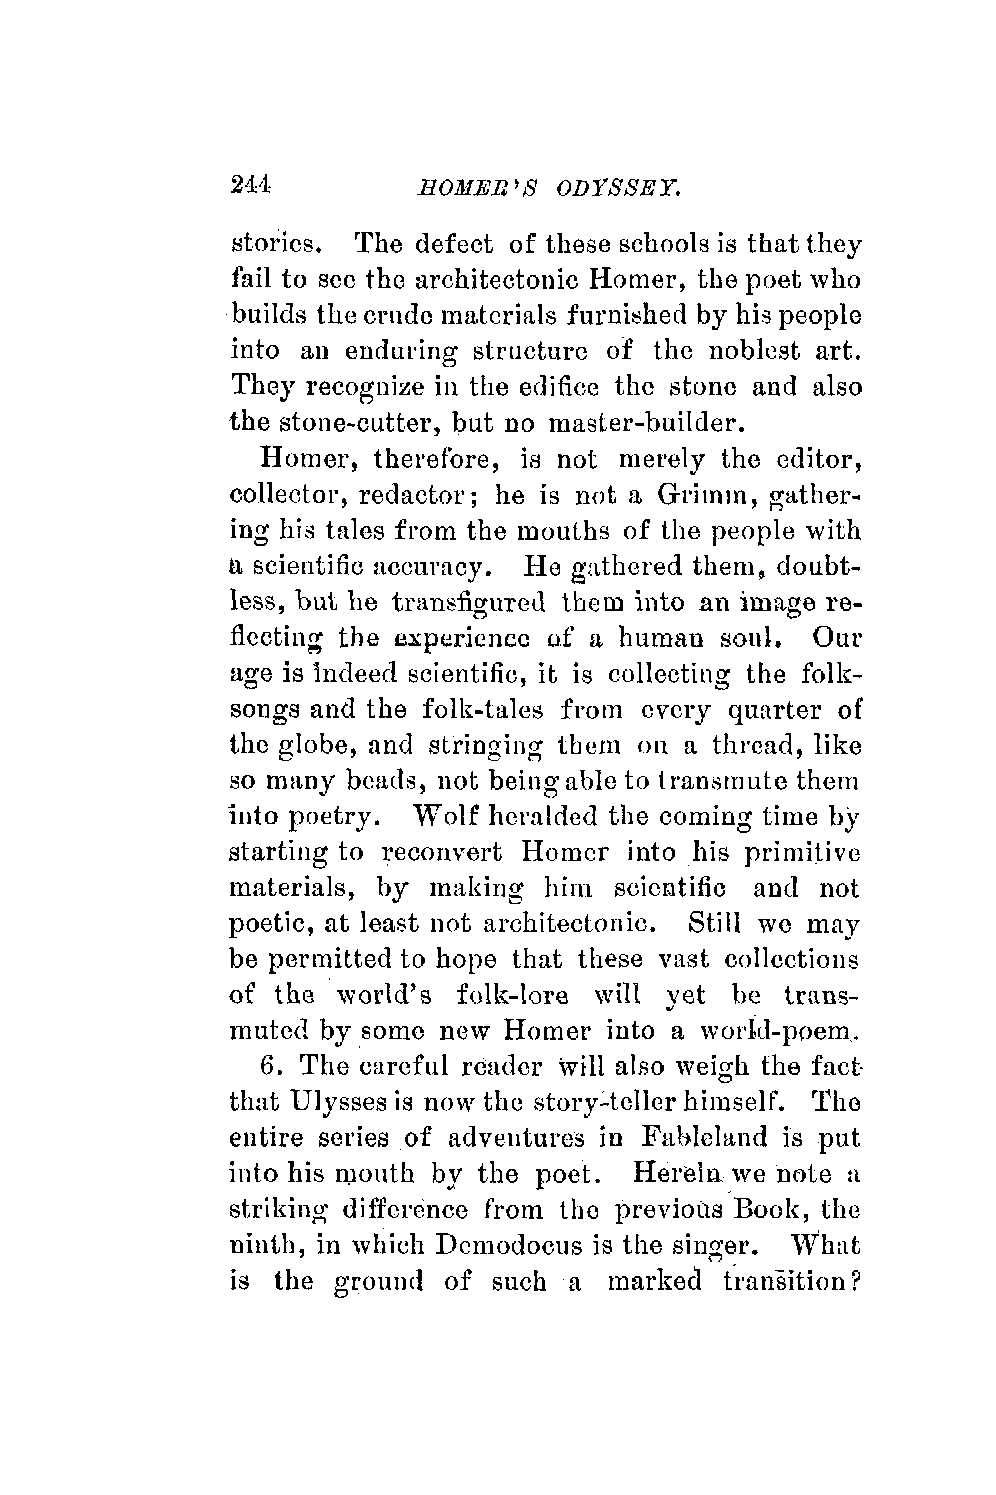 244 HOMER'S ODYSSEY.
stories. The defect of these schools is that they
fail to see the architectonic Homer, the poet who
builds the crude materials furnished by his people
into an enduring structure of the noblest art.
They recognize in the edifice the stone and also
the stone-cutter, but no master-builder.
Homer, therefore, is not merely the editor,
collector, redactor; he is not a Grimm, gather-
ing his tales from the mouths of the people with
a scientific accuracy. He gathered them, doubt-
less, but he transfigured them into an image re-
flecting the experience of a human soul. Our
age is indeed scientific, it is collecting the folk-
songs and the folk-tales from every quarter of
the globe, and stringing them on a thread, like
so many beads, not being able to transmute them
into poetry. Wolf heralded the coming time by
starting to reconvert Homer into his primitive
materials, by making him scientific and not
poetic, at least not architectonic. Still we may
be permitted to hope that these vast collections
of the world's folk-lore will yet be trans-
muted by some new Homer into a world-poem.
6. The careful reader will also weigh the fact
that Ulysses is now the story-teller himself. The
entire series of adventures in Fableland is put
into his mouth by the poet. Herein we note a
striking difference from the previous Book, the
ninth, in which Demodocus is the singer. What
is the ground of such a marked transition?